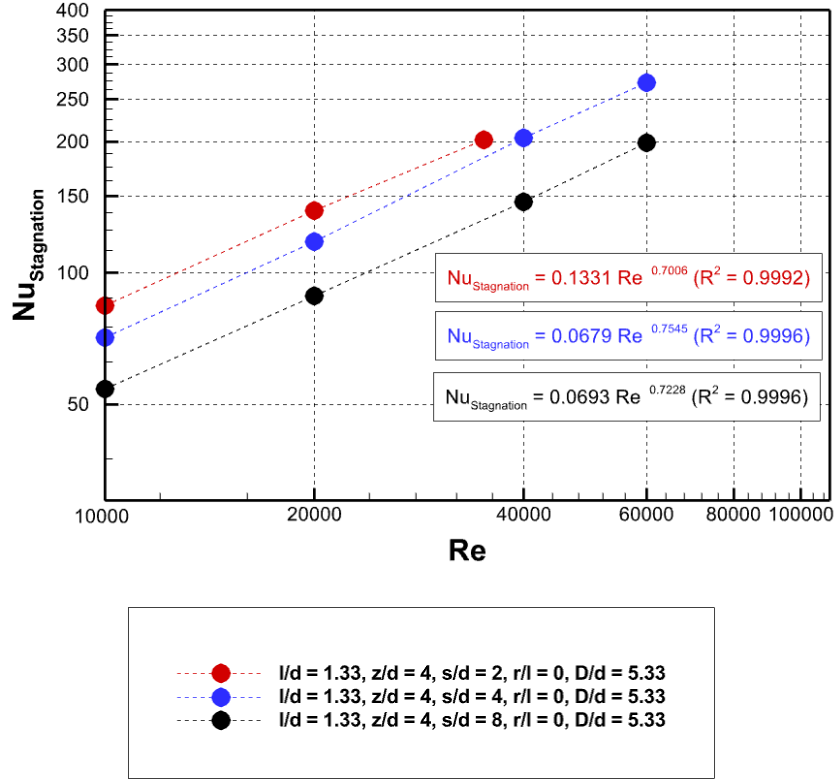 400
350
300
250
200
150
100
50
Nu_Stagnation
Nu_Stagnation = 0.1331 Re ^0.7006 (R² = 0.9992)
Nu_Stagnation = 0.0679 Re ^0.7545 (R² = 0.9996)
Nu_Stagnation = 0.0693 Re ^0.7228 (R² = 0.9996)
10000 20000 40000 60000 80000 100000
Re
l/d = 1.33, z/d = 4, s/d = 2, r/l = 0, D/d = 5.33
l/d = 1.33, z/d = 4, s/d = 4, r/l = 0, D/d = 5.33
l/d = 1.33, z/d = 4, s/d = 8, r/l = 0, D/d = 5.33